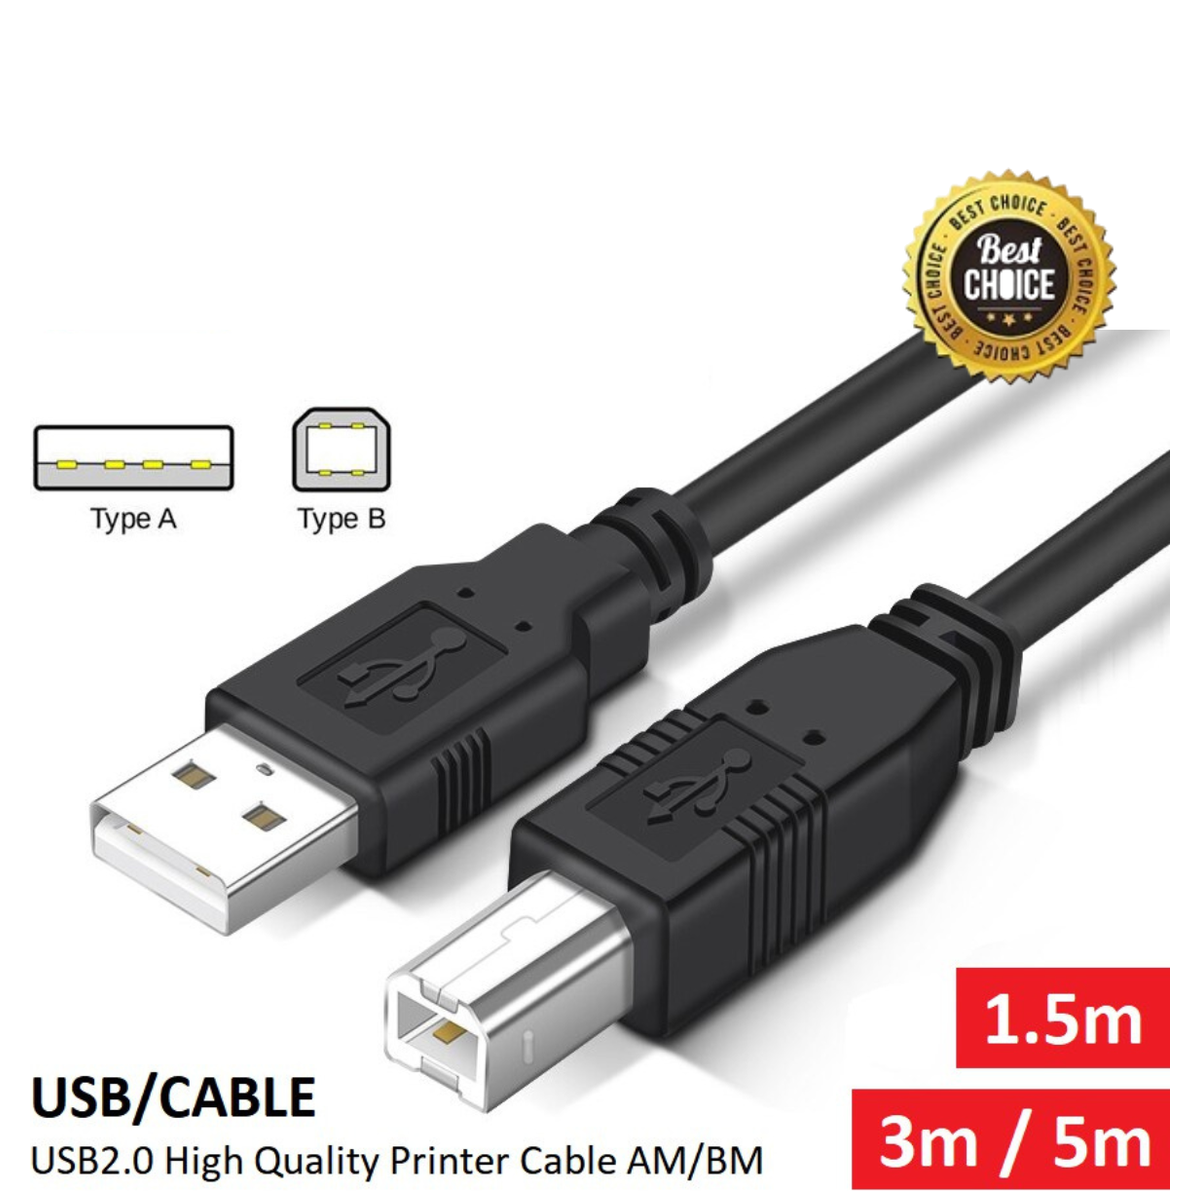 BEST CHOICE · BEST CHOICE · BEST CHOICE · BEST CHOICE ·
Best
CHOICE
Type A
Type B
1.5m
USB/CABLE
3m / 5m
USB2.0 High Quality Printer Cable AM/BM